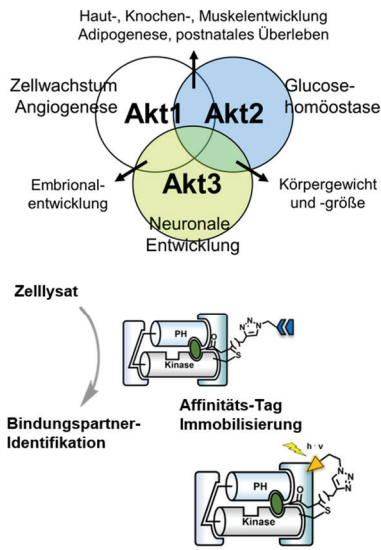 Haut-, Knochen-, Muskelentwicklung
Adipogenese, postnatales Überleben
Zellwachstum
Angiogenese
Akt1
Akt2
Glucose-
homöostase
Akt3
Embrional-
entwicklung
Körpergewicht
und -größe
Neuronale
Entwicklung
Zelllysat
PH
Kinase
O
S
N
N
N
Bindungspartner-
Identifikation
Affinitäts-Tag
Immobilisierung
h · ν
PH
Kinase
O
S
N
N
N